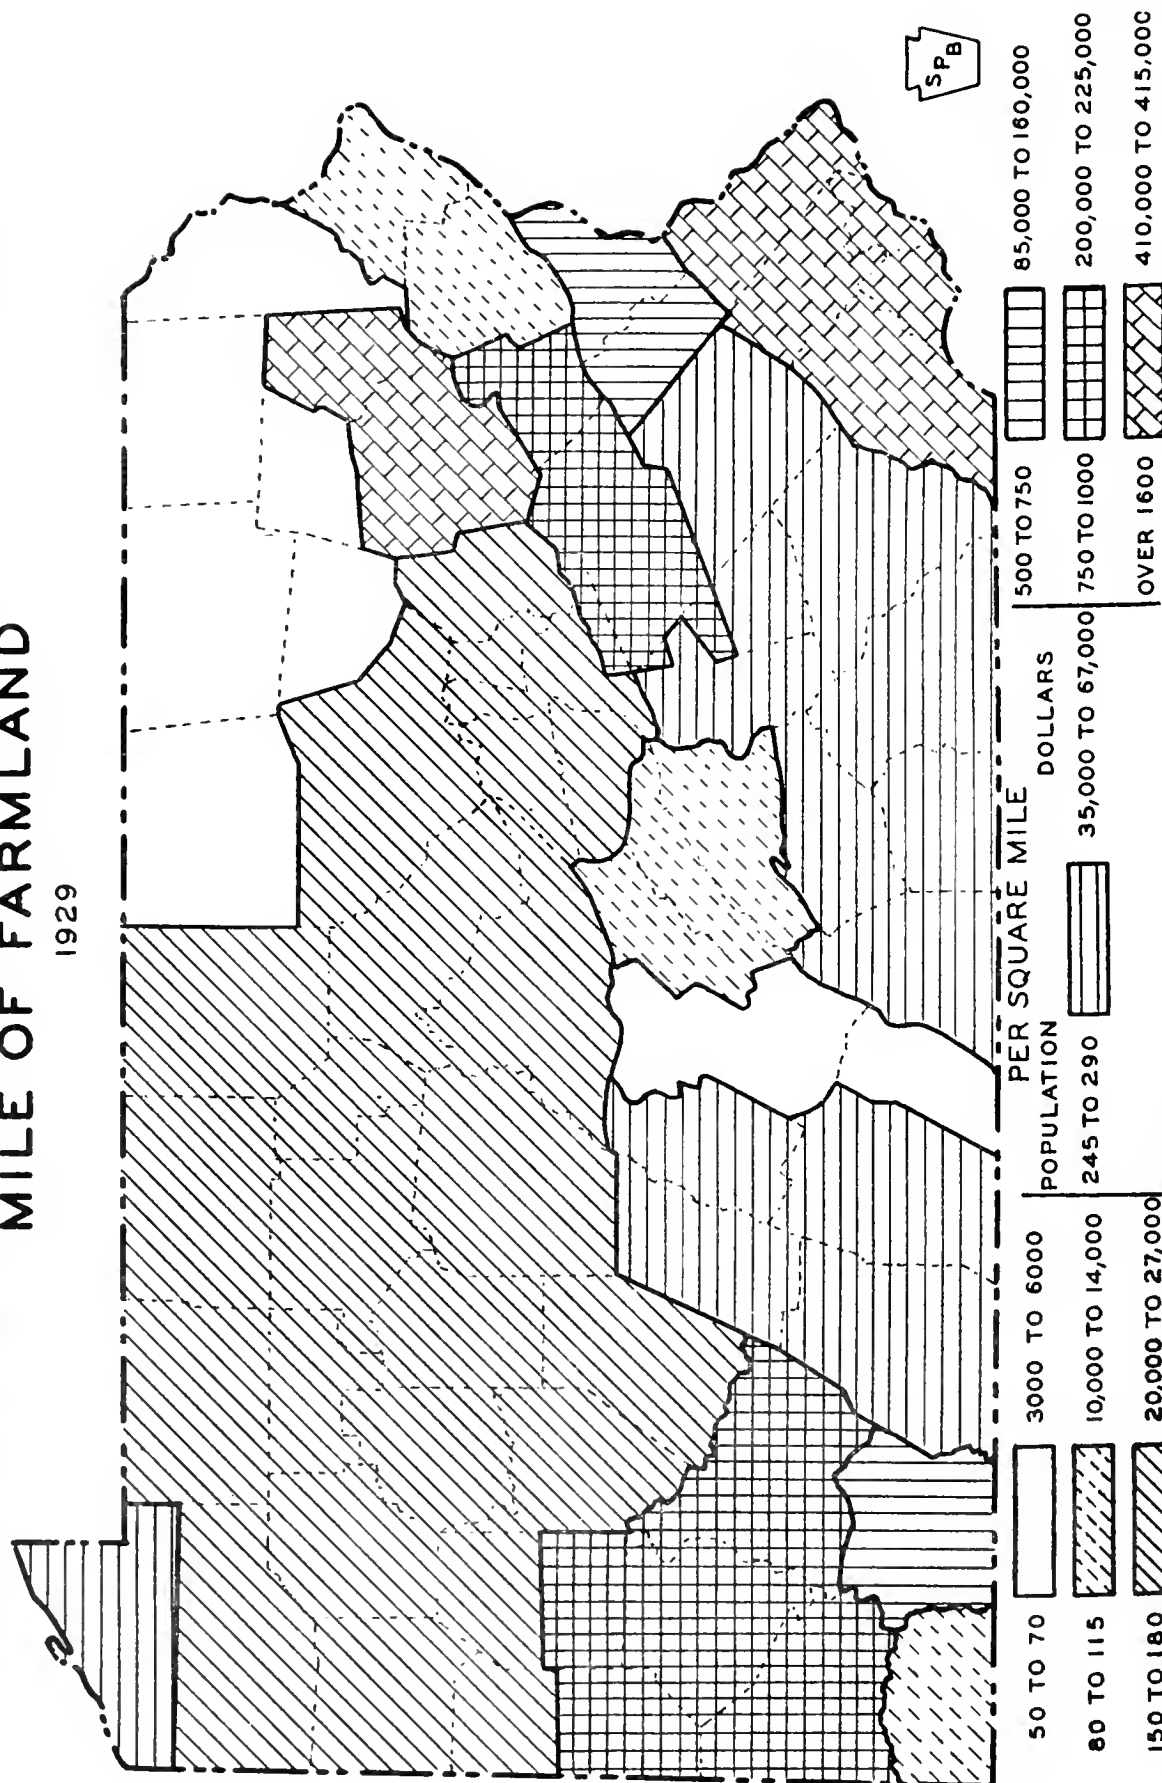 MILE OF FARMLAND
1929
S P B
PER SQUARE MILE
50 TO 70 3000 TO 6000 POPULATION DOLLARS 500 TO 750 85,000 TO 160,000
80 TO 115 10,000 TO 14,000 245 TO 290 35,000 TO 67,000 750 TO 1000 200,000 TO 225,000
150 TO 180 20,000 TO 27,000 OVER 1600 410,000 TO 415,000